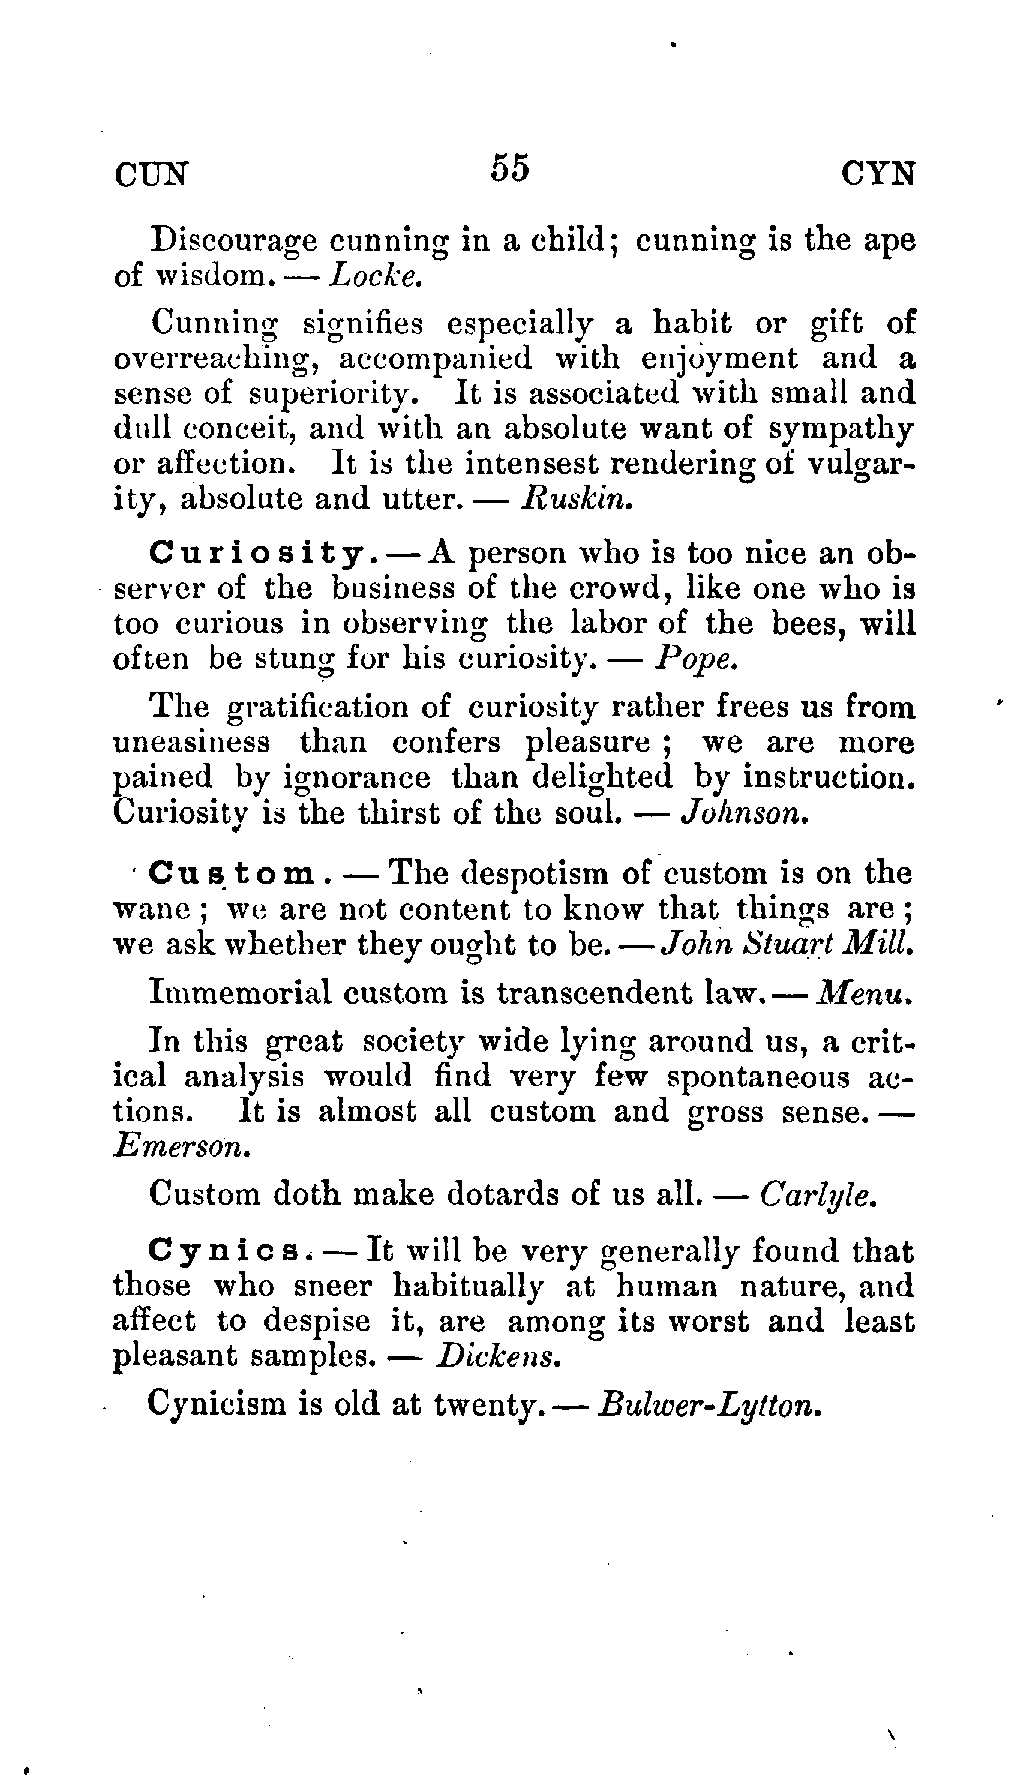 CUN 55 CYN
Discourage cunning in a child; cunning is the ape
of wisdom. — Locke.
Cunning signifies especially a habit or gift of
overreaching, accompanied with enjoyment and a
sense of superiority. It is associated with small and
dull conceit, and with an absolute want of sympathy
or affection. It is the intensest rendering of vulgar-
ity, absolute and utter. — Ruskin.
Curiosity. — A person who is too nice an ob-
server of the business of the crowd, like one who is
too curious in observing the labor of the bees, will
often be stung for his curiosity. — Pope.
The gratification of curiosity rather frees us from
uneasiness than confers pleasure ; we are more
pained by ignorance than delighted by instruction.
Curiosity is the thirst of the soul. — Johnson.
Custom. — The despotism of custom is on the
wane ; we are not content to know that things are ;
we ask whether they ought to be. — John Stuart Mill.
Immemorial custom is transcendent law. — Menu.
In this great society wide lying around us, a crit-
ical analysis would find very few spontaneous ac-
tions. It is almost all custom and gross sense. —
Emerson.
Custom doth make dotards of us all. — Carlyle.
Cynics. — It will be very generally found that
those who sneer habitually at human nature, and
affect to despise it, are among its worst and least
pleasant samples. — Dickens.
Cynicism is old at twenty. — Bulwer-Lytton.